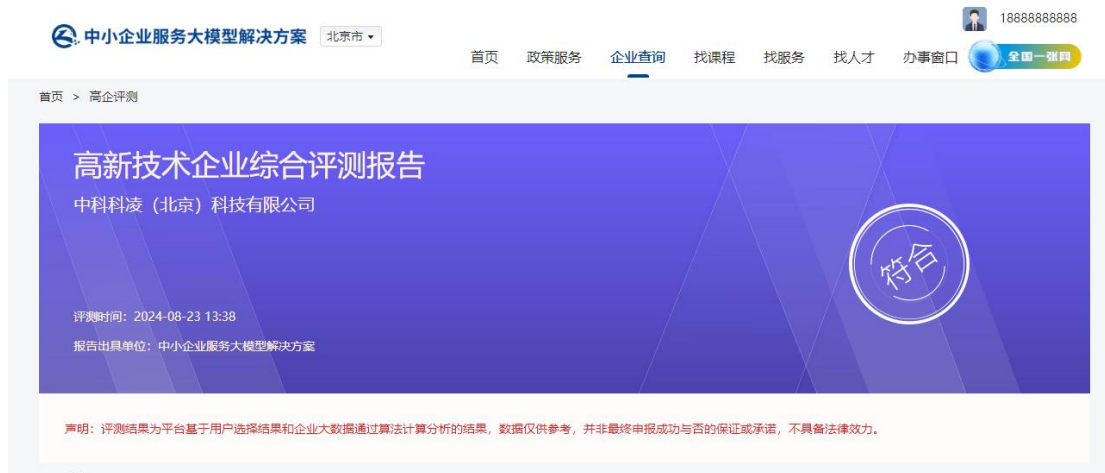 18888888888
中小企业服务大模型解决方案 北京市
首页 政策服务 企业查询 找课程 找服务 找人才 办事窗口 全国一张网
首页 > 高企评测
高新技术企业综合评测报告
中科科凌（北京）科技有限公司
符合
评测时间：2024-08-23 13:38
报告出具单位：中小企业服务大模型解决方案
声明：评测结果为平台基于用户选择结果和企业大数据通过算法计算分析的结果，数据仅供参考，并非最终申报成功与否的保证或承诺，不具备法律效力。